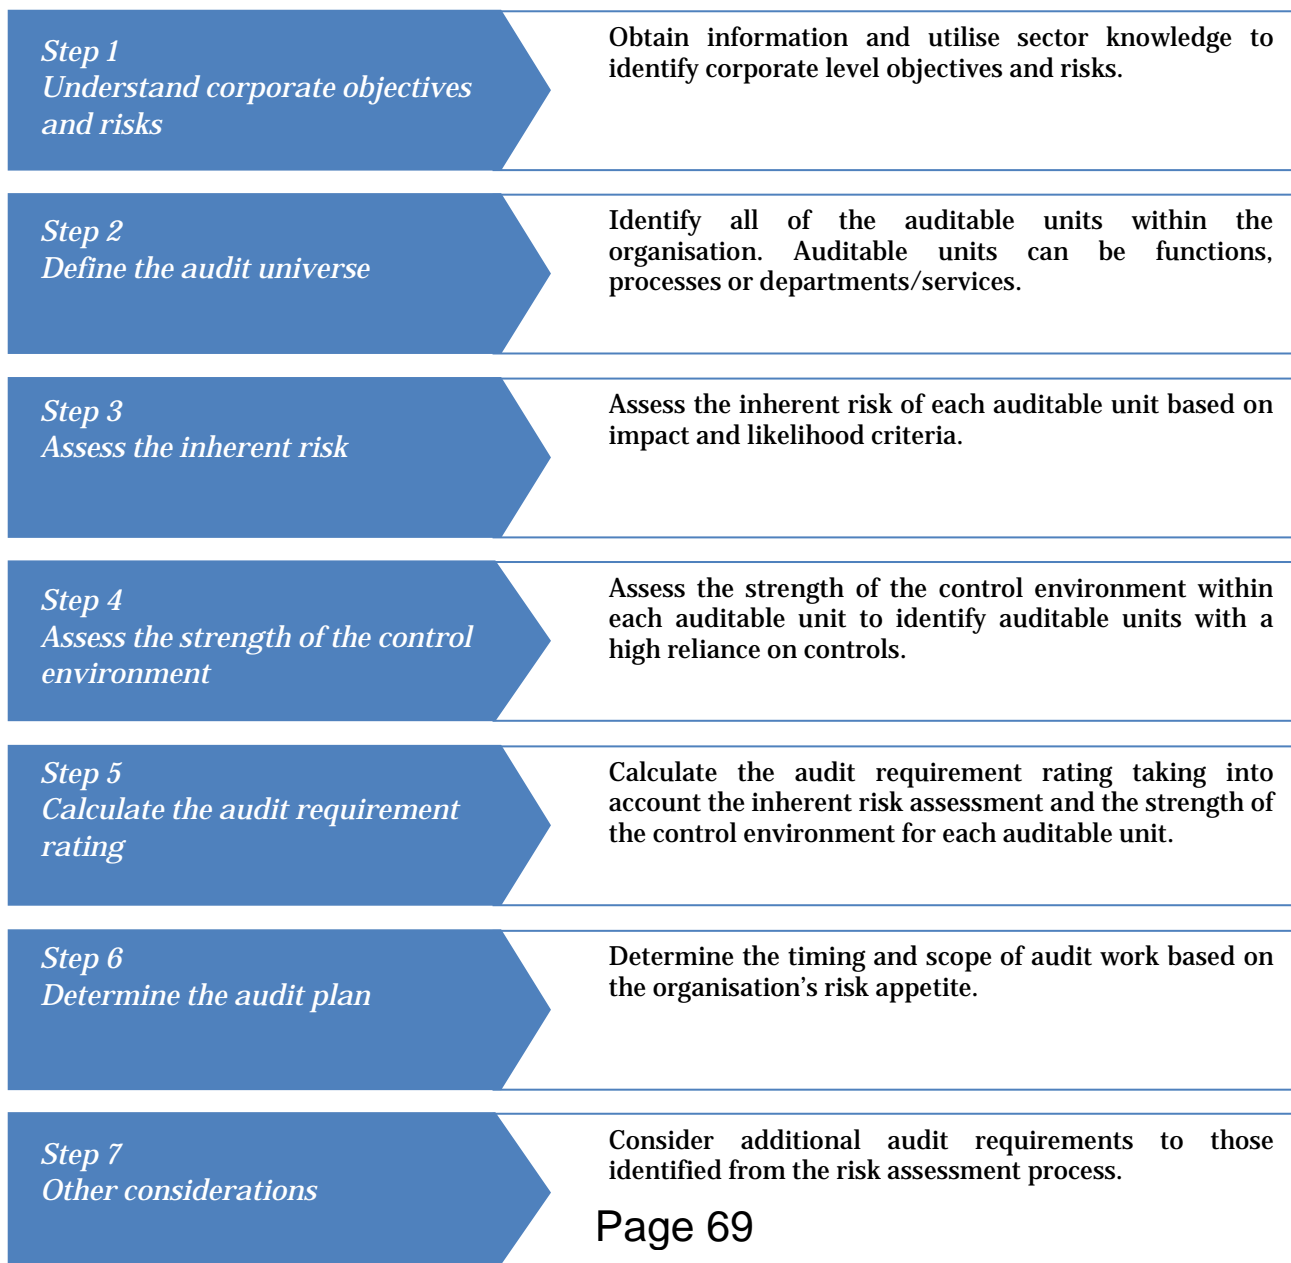 Step 1
Understand corporate objectives
and risks
Obtain information and utilise sector knowledge to
identify corporate level objectives and risks.
Step 2
Define the audit universe
Identify all of the auditable units within the
organisation. Auditable units can be functions,
processes or departments/services.
Step 3
Assess the inherent risk
Assess the inherent risk of each auditable unit based on
impact and likelihood criteria.
Step 4
Assess the strength of the control
environment
Assess the strength of the control environment within
each auditable unit to identify auditable units with a
high reliance on controls.
Step 5
Calculate the audit requirement
rating
Calculate the audit requirement rating taking into
account the inherent risk assessment and the strength of
the control environment for each auditable unit.
Step 6
Determine the audit plan
Determine the timing and scope of audit work based on
the organisation’s risk appetite.
Step 7
Other considerations
Consider additional audit requirements to those
identified from the risk assessment process.
Page 69